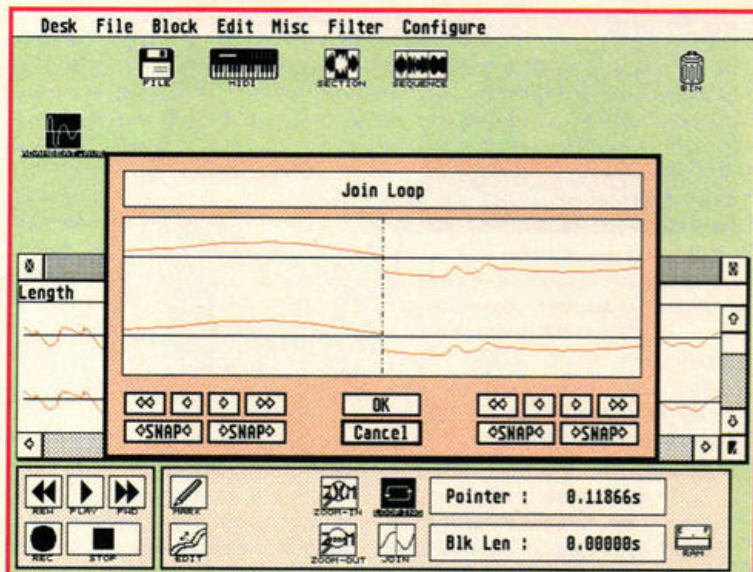 Desk File Block Edit Misc Filter Configure
FILE MIDI SECTION SEQUENCE BIN
Join Loop
Length
OK
SNAP SNAP Cancel SNAP SNAP
REW PLAY FWD MARK ZOOM-IN LOOPING Pointer : 0.11866s
REC STOP EDIT ZOOM-OUT JOIN Blk Len : 0.00000s RAM